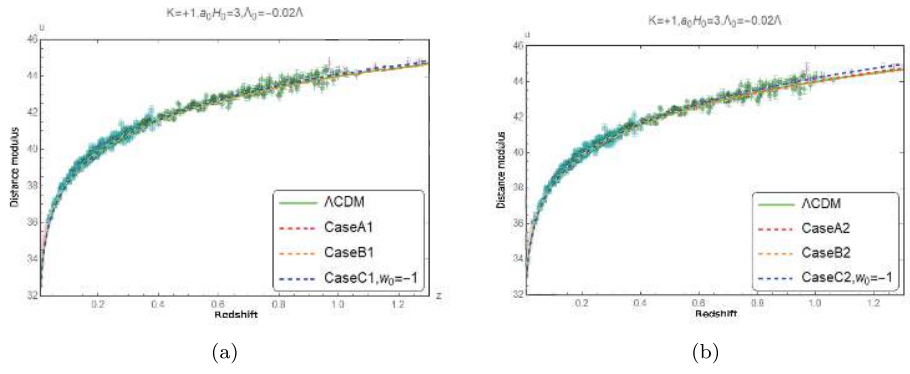 K=+1,a₀H₀=3,Λ₀=-0.02Λ
u
46
44
42
40
38
36
34
32
Distance modulus
0.2
0.4
0.6
0.8
1.0
1.2
z
Redshift
ΛCDM
CaseA1
CaseB1
CaseC1,w₀=-1
(a)
K=+1,a₀H₀=3,Λ₀=-0.02Λ
u
46
44
42
40
38
36
34
32
Distance modulus
0.2
0.4
0.6
0.8
1.0
1.2
Redshift
ΛCDM
CaseA2
CaseB2
CaseC2,w₀=-1
(b)